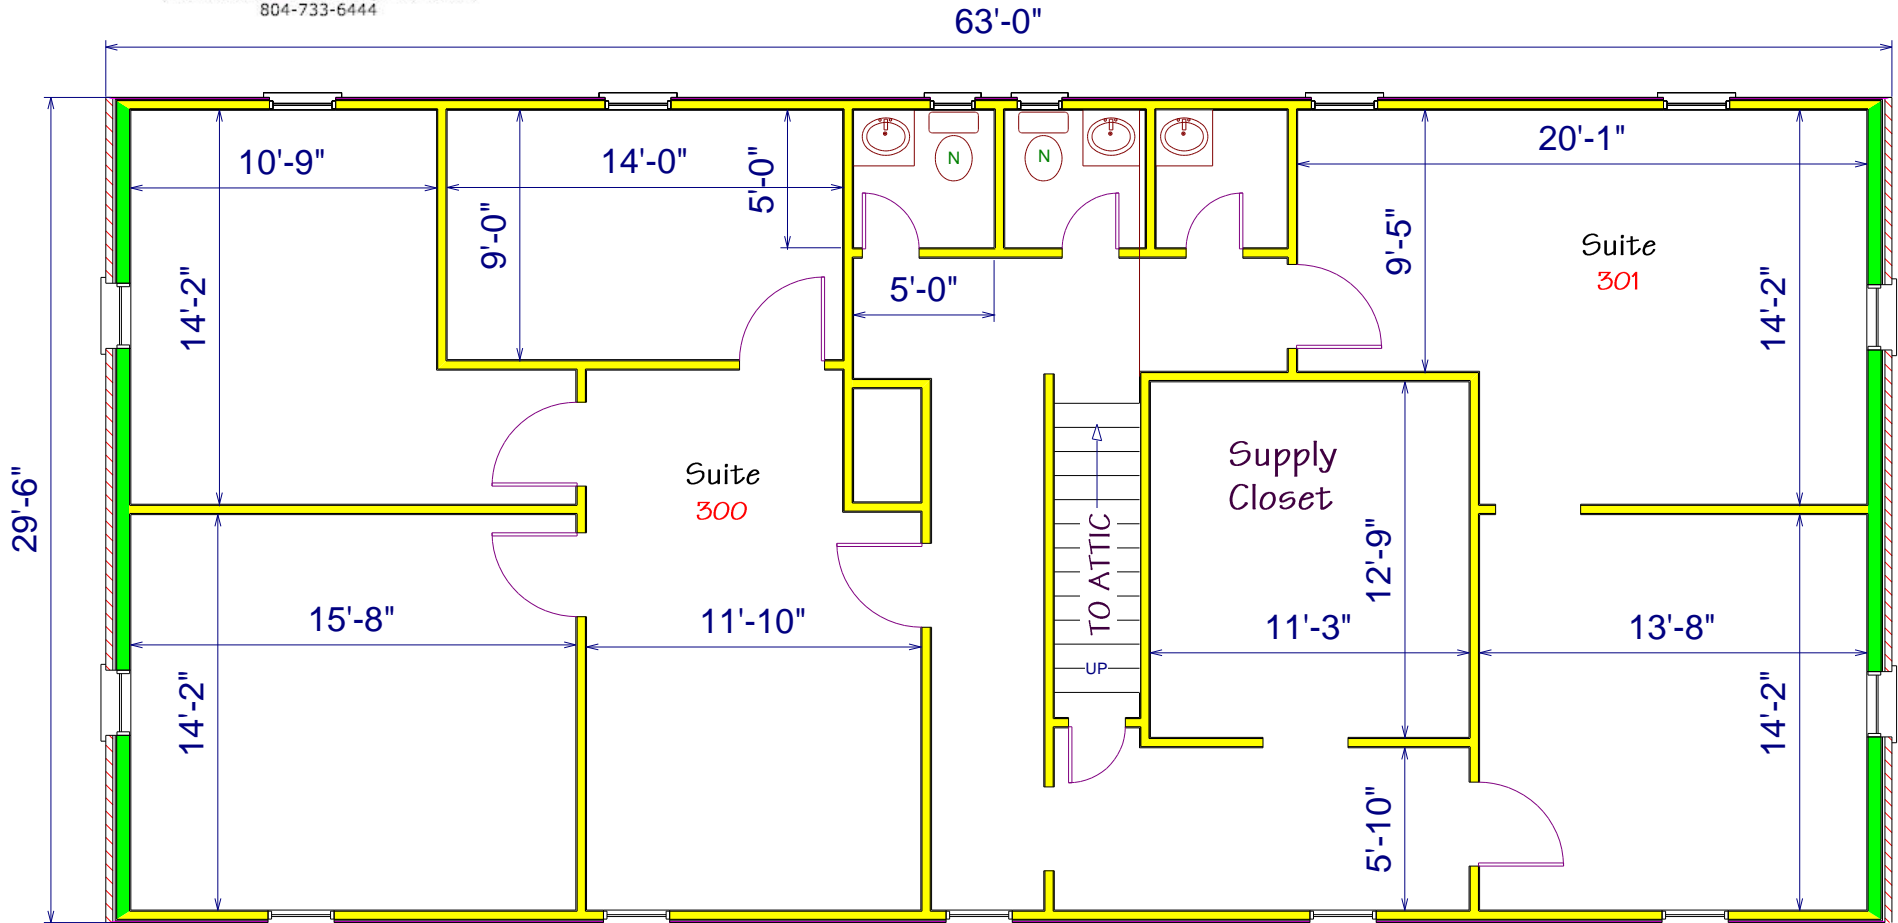 804-733-6444
63'-0"
10'-9"
14'-0"
5'-0"
20'-1"
9'-0"
9'-5"
Suite
301
14'-2"
5'-0"
14'-2"
29'-6"
Suite
300
Supply
Closet
TO ATTIC
12'-9"
15'-8"
11'-10"
11'-3"
13'-8"
UP
14'-2"
14'-2"
5'-10"
N
N